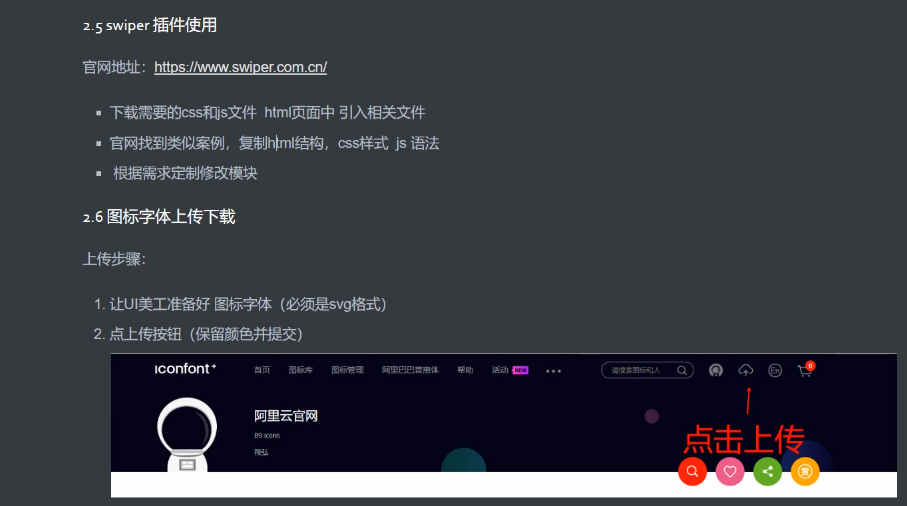 2.5 swiper 插件使用
官网地址：https://www.swiper.com.cn/
下载需要的css和js文件 html页面中 引入相关文件
官网找到类似案例，复制html结构，css样式 js 语法
根据需求定制修改模块
2.6 图标字体上传下载
上传步骤：
1. 让UI美工准备好 图标字体（必须是svg格式）
2. 点上传按钮（保留颜色并提交）
iconfont+ 首页 图标库 图标管理 阿里巴巴普惠体 帮助 活动 NEW 请搜索图标和人 En 0
阿里云官网
89 icons
点击上传
赏